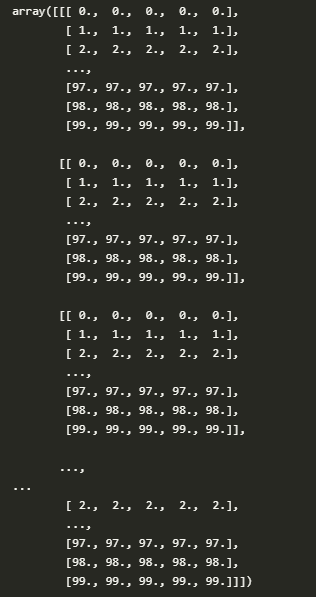 array([[[ 0.,  0.,  0.,  0.,  0.],
        [ 1.,  1.,  1.,  1.,  1.],
        [ 2.,  2.,  2.,  2.,  2.],
        ...,
        [97., 97., 97., 97., 97.],
        [98., 98., 98., 98., 98.],
        [99., 99., 99., 99., 99.]],

       [[ 0.,  0.,  0.,  0.,  0.],
        [ 1.,  1.,  1.,  1.,  1.],
        [ 2.,  2.,  2.,  2.,  2.],
        ...,
        [97., 97., 97., 97., 97.],
        [98., 98., 98., 98., 98.],
        [99., 99., 99., 99., 99.]],

       [[ 0.,  0.,  0.,  0.,  0.],
        [ 1.,  1.,  1.,  1.,  1.],
        [ 2.,  2.,  2.,  2.,  2.],
        ...,
        [97., 97., 97., 97., 97.],
        [98., 98., 98., 98., 98.],
        [99., 99., 99., 99., 99.]],

       ...,
...
        [ 2.,  2.,  2.,  2.,  2.],
        ...,
        [97., 97., 97., 97., 97.],
        [98., 98., 98., 98., 98.],
        [99., 99., 99., 99., 99.]]])